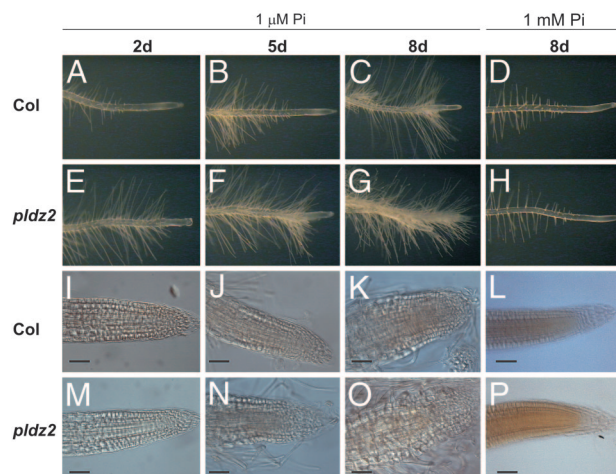 1 µM Pi 1 mM Pi
2d 5d 8d 8d
Col A B C D
pldz2 E F G H
Col I J K L
pldz2 M N O P